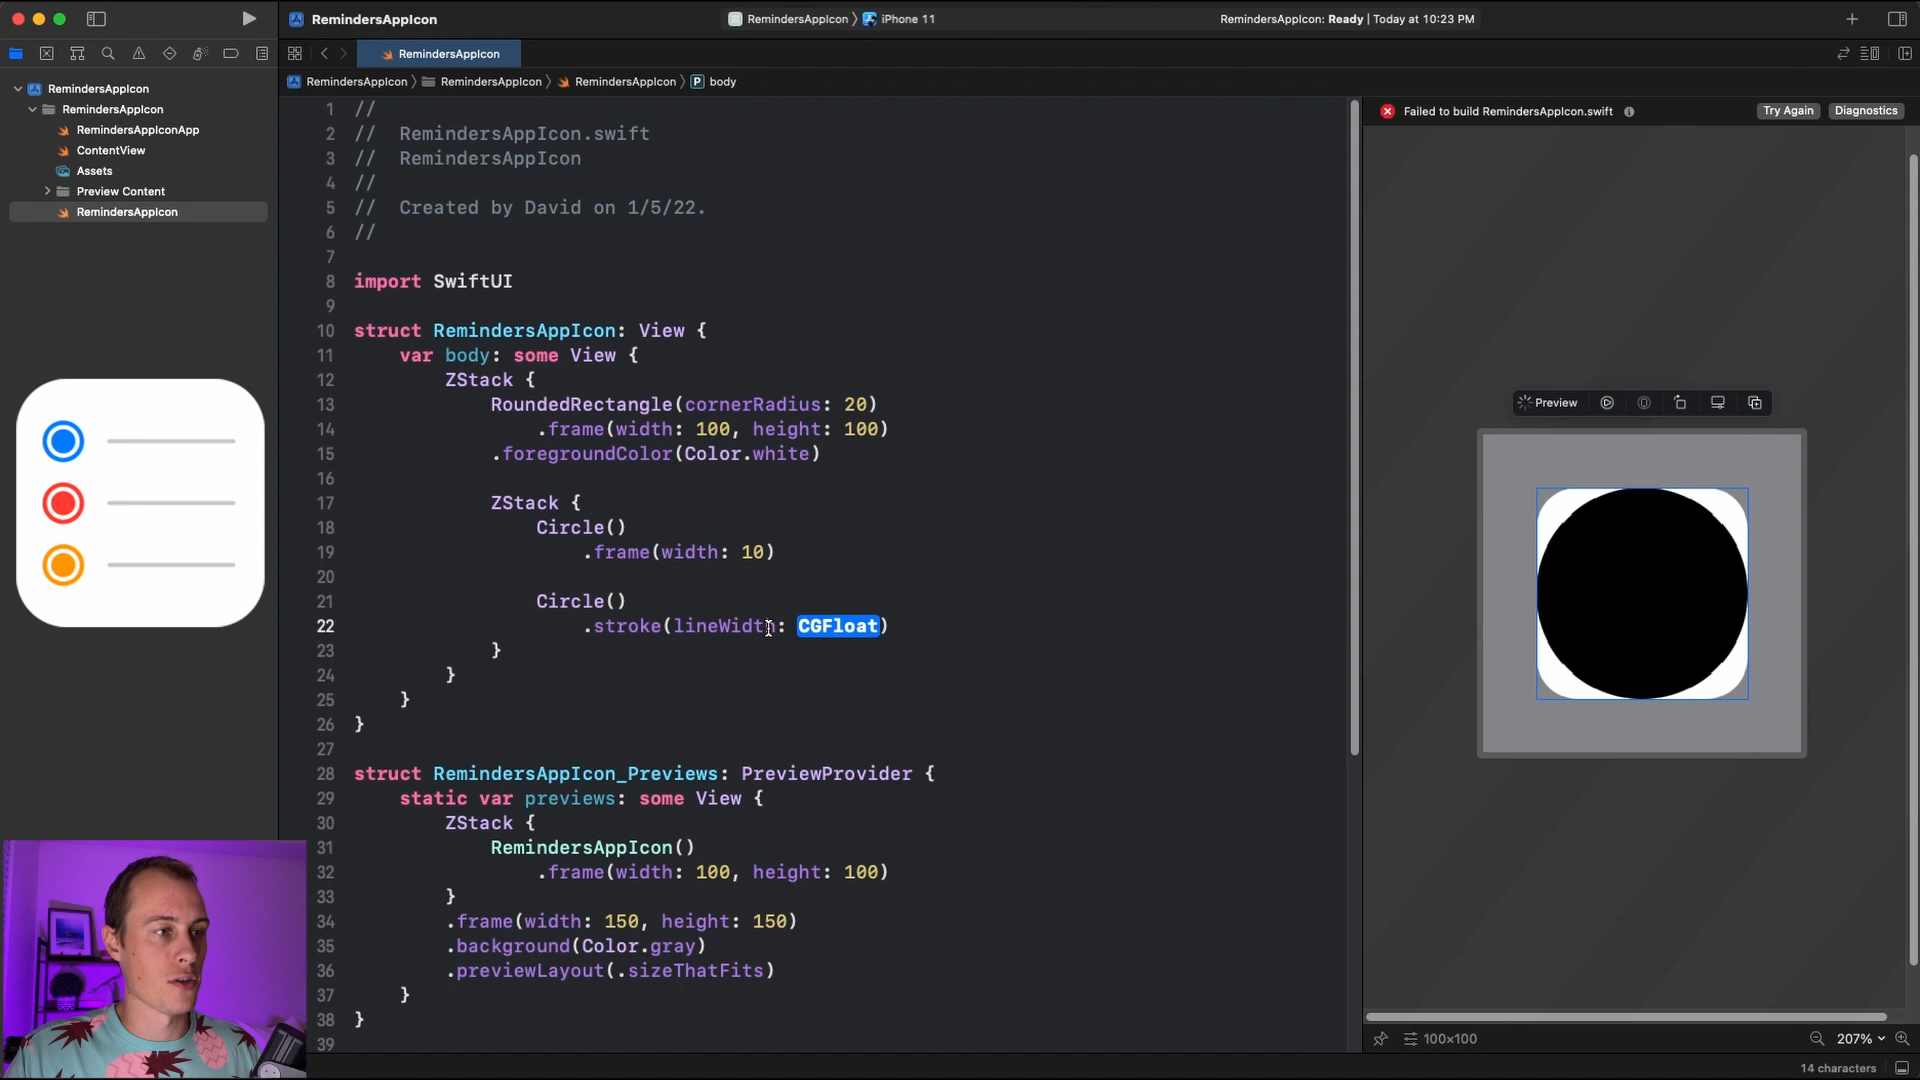 RemindersAppIcon
RemindersAppIcon 〉 iPhone 11
RemindersAppIcon: Ready | Today at 10:23 PM
RemindersAppIcon
RemindersAppIcon 〉 RemindersAppIcon 〉 RemindersAppIcon 〉 P body
RemindersAppIcon
RemindersAppIcon
RemindersAppIconApp
ContentView
Assets
Preview Content
RemindersAppIcon
1 //
2 //  RemindersAppIcon.swift
3 //  RemindersAppIcon
4 //
5 //  Created by David on 1/5/22.
6 //
7
8 import SwiftUI
9
10 struct RemindersAppIcon: View {
11     var body: some View {
12         ZStack {
13             RoundedRectangle(cornerRadius: 20)
14                 .frame(width: 100, height: 100)
15             .foregroundColor(Color.white)
16
17             ZStack {
18                 Circle()
19                     .frame(width: 10)
20
21                 Circle()
22                     .stroke(lineWidth: CGFloat)
23             }
24         }
25     }
26 }
27
28 struct RemindersAppIcon_Previews: PreviewProvider {
29     static var previews: some View {
30         ZStack {
31             RemindersAppIcon()
32                 .frame(width: 100, height: 100)
33         }
34         .frame(width: 150, height: 150)
35         .background(Color.gray)
36         .previewLayout(.sizeThatFits)
37     }
38 }
39
Failed to build RemindersAppIcon.swift
Try Again
Diagnostics
Preview
100×100
207%
14 characters